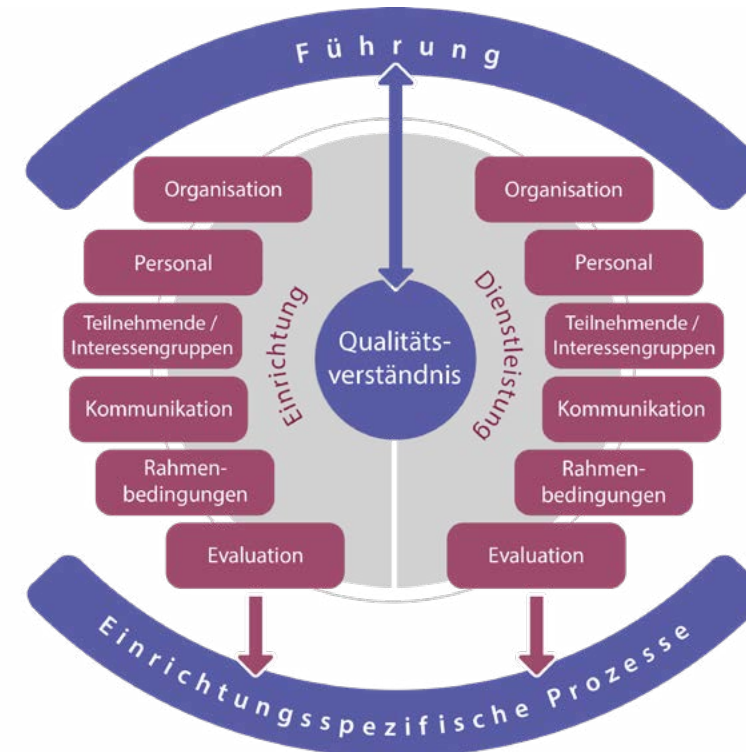 Führung
Organisation
Personal
Teilnehmende /
Interessengruppen
Kommunikation
Rahmen-
bedingungen
Evaluation
Einrichtung
Qualitäts-
verständnis
Dienstleistung
Organisation
Personal
Teilnehmende /
Interessengruppen
Kommunikation
Rahmen-
bedingungen
Evaluation
Einrichtungsspezifische Prozesse